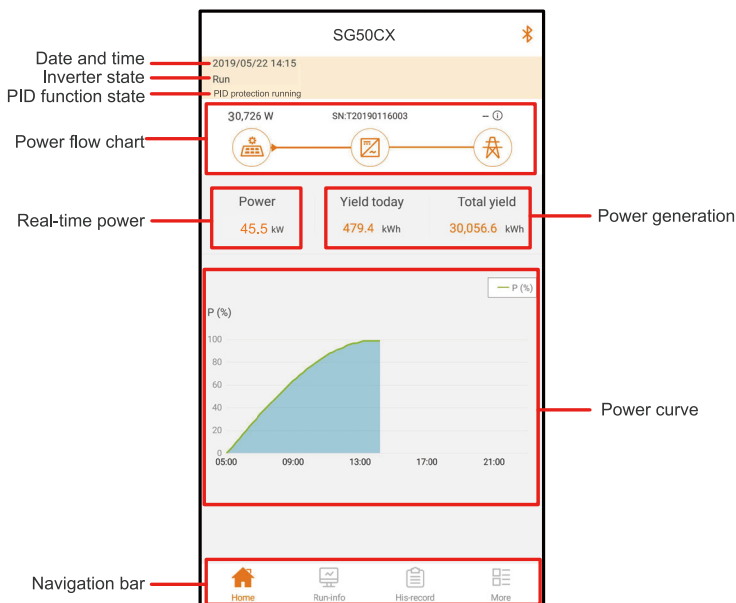 SG50CX
Date and time
2019/05/22 14:15
Inverter state
Run
PID function state
PID protection running
Power flow chart
30,726 W
SN:T20190116003
–
Real-time power
Power
45.5 kW
Yield today
479.4 kWh
Total yield
30,056.6 kWh
Power generation
P (%)
P (%)
100
80
60
40
20
0
05:00 09:00 13:00 17:00 21:00
Power curve
Navigation bar
Home Run-info His-record More